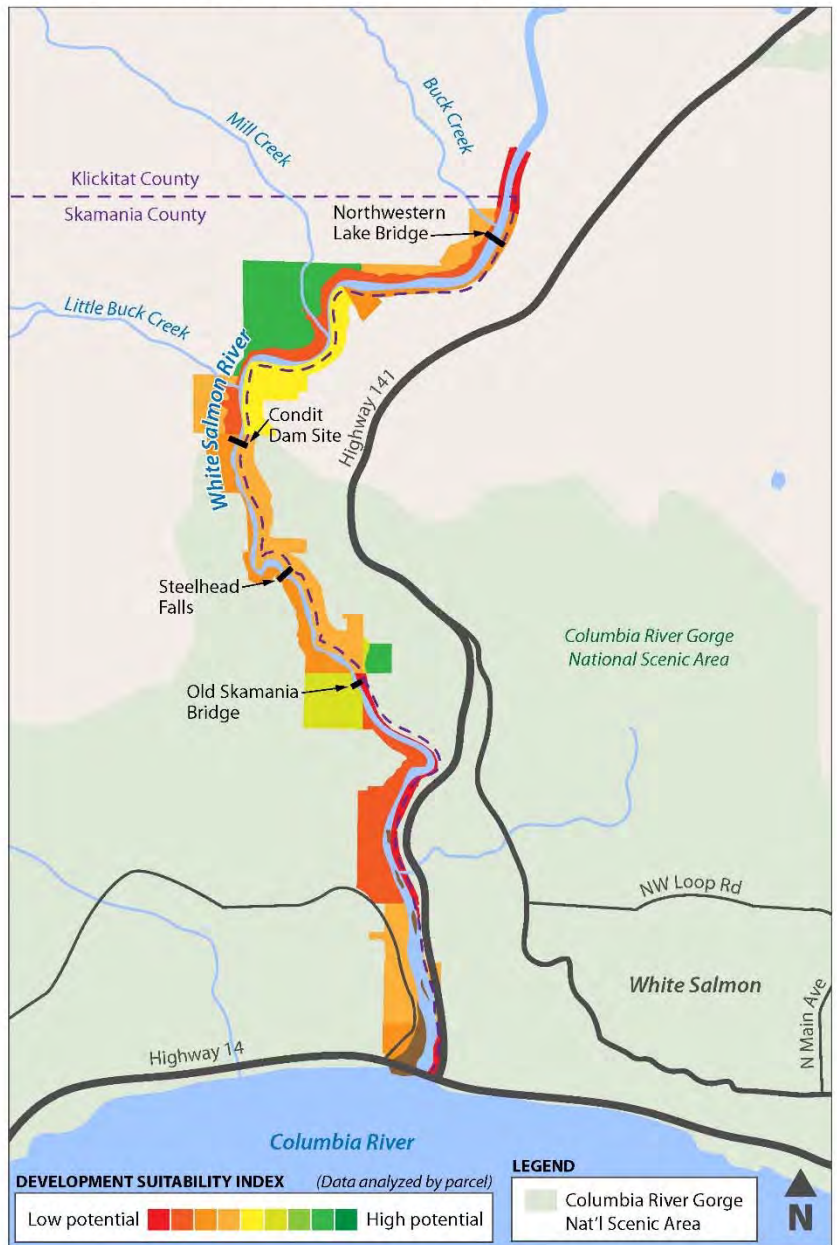 Buck Creek
Mill Creek
Klickitat County
Skamania County
Northwestern
Lake Bridge
Little Buck Creek
White Salmon River
Highway 141
Condit
Dam Site
Steelhead
Falls
Columbia River Gorge
National Scenic Area
Old Skamania
Bridge
NW Loop Rd
White Salmon
N Main Ave
Highway 14
Columbia River
DEVELOPMENT SUITABILITY INDEX (Data analyzed by parcel)
Low potential High potential
LEGEND
Columbia River Gorge
Nat'l Scenic Area
N